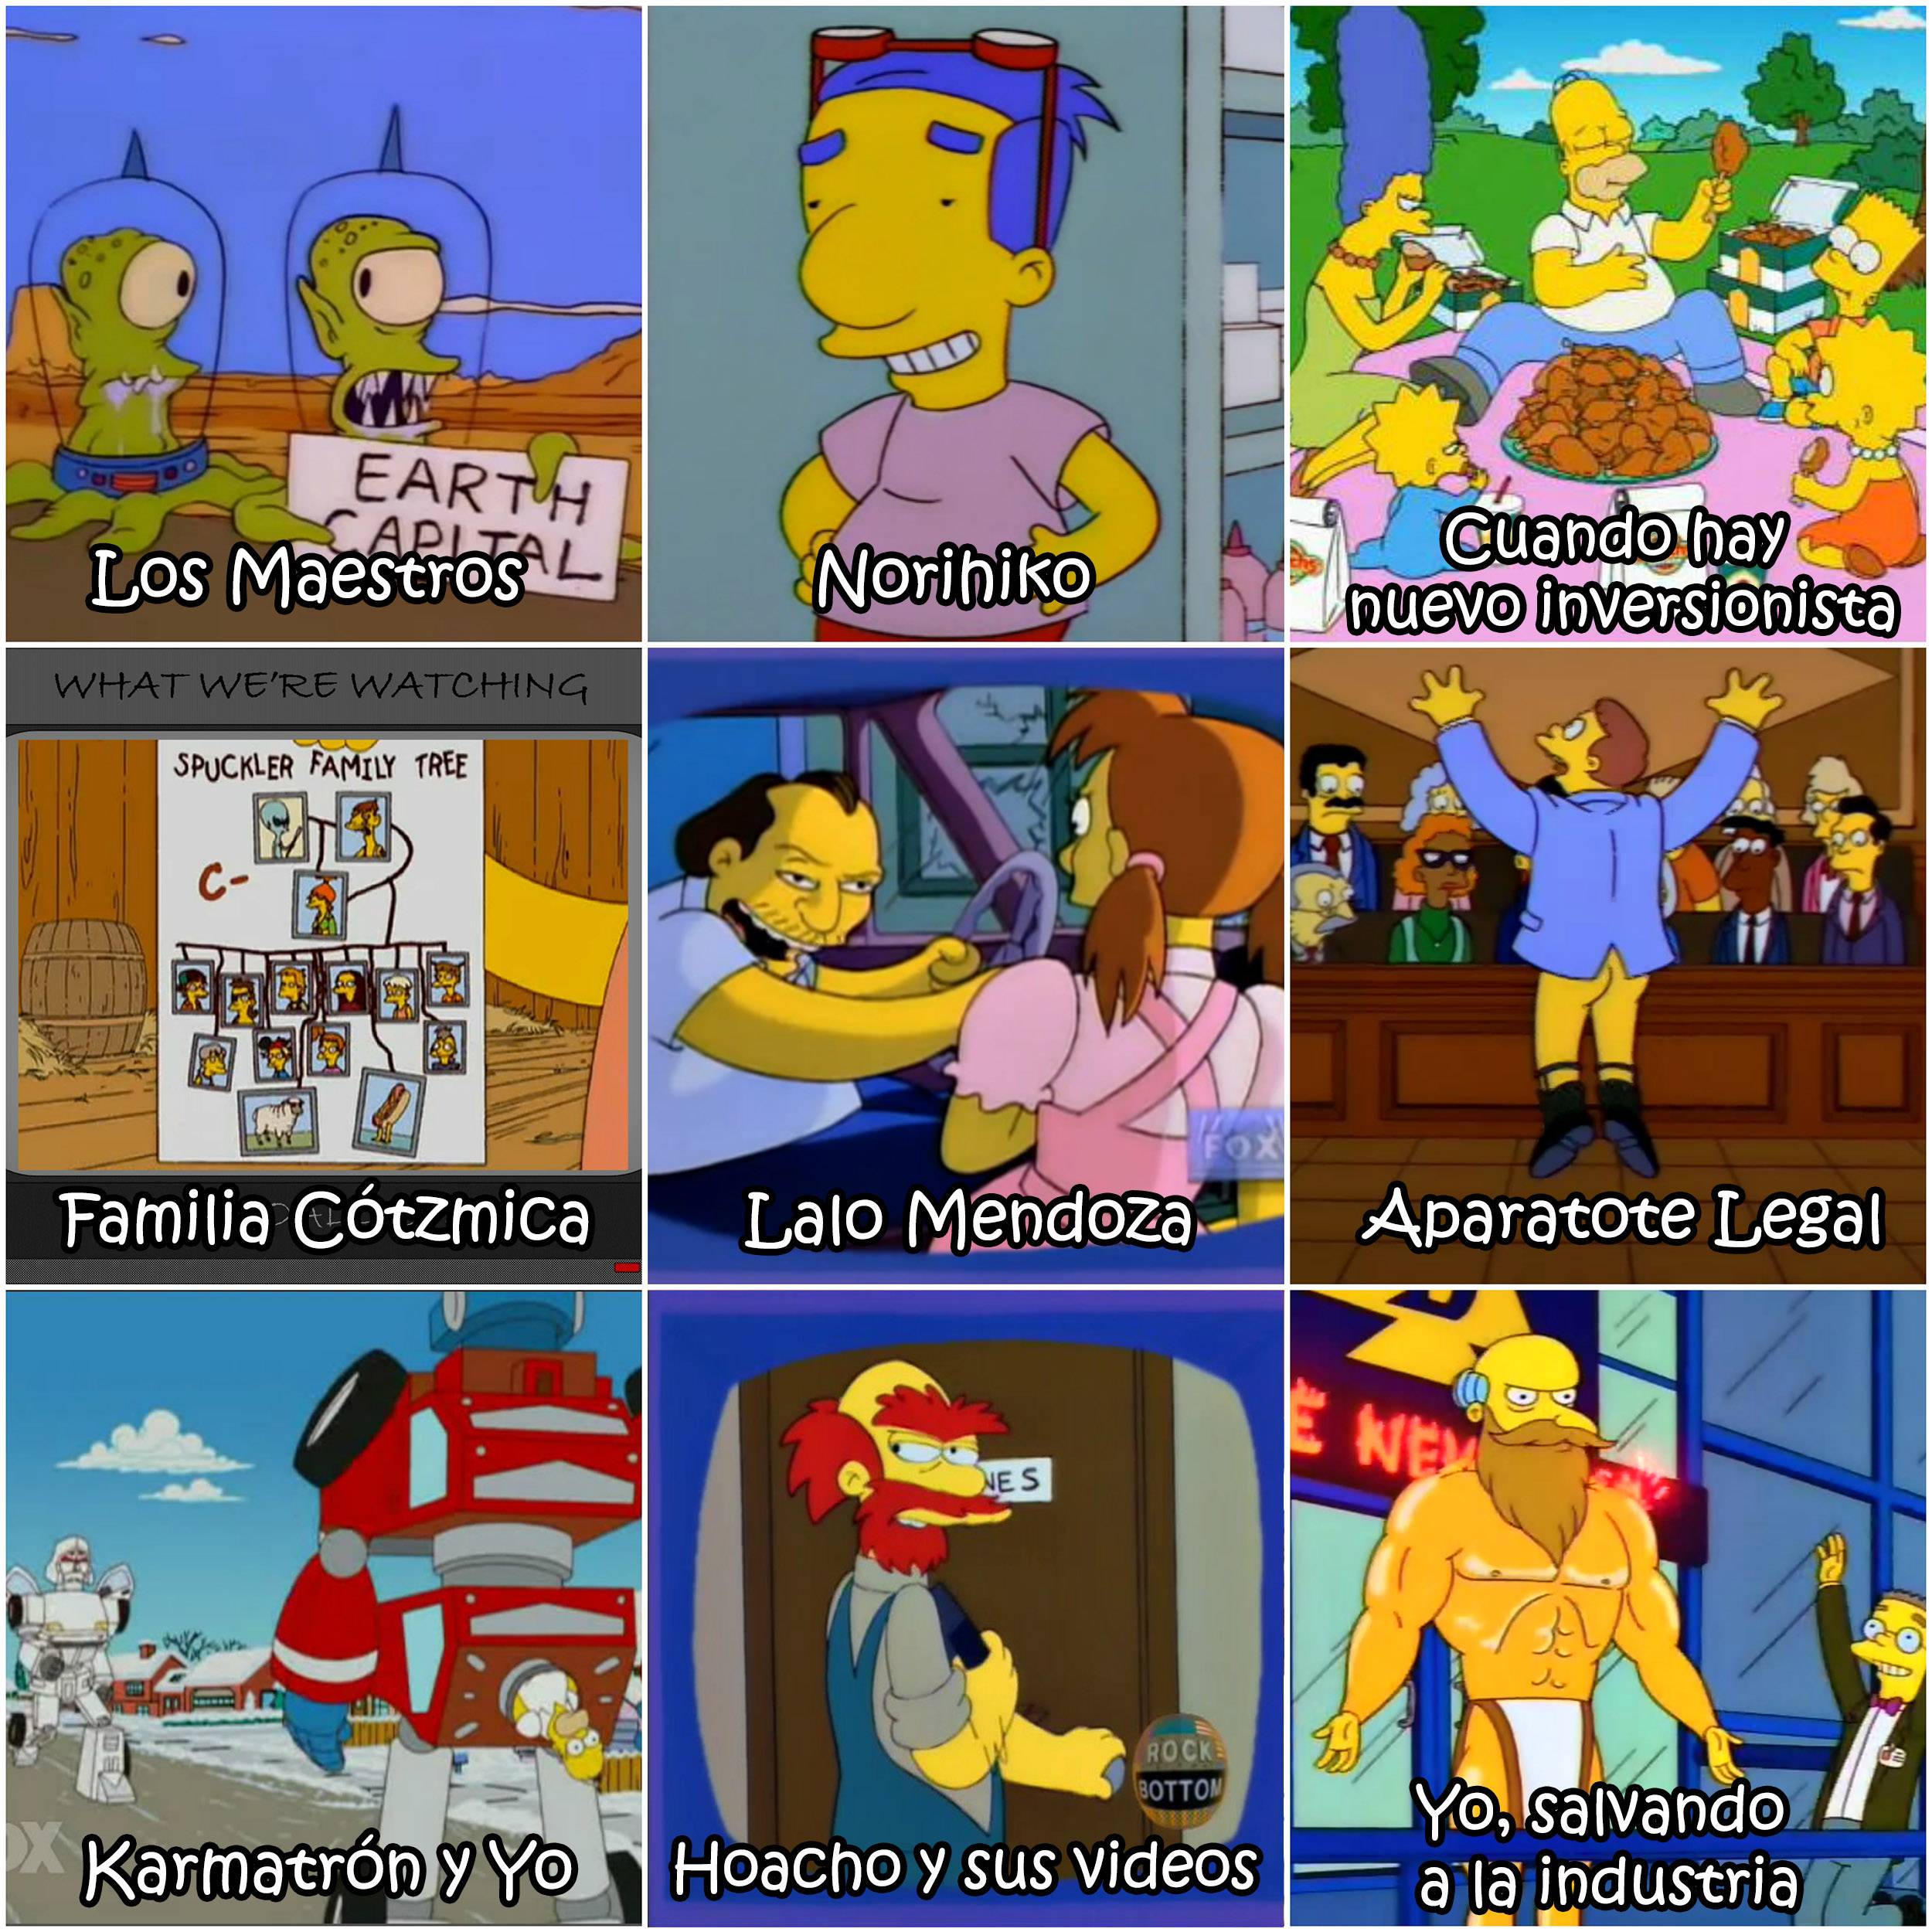 EARTH
CAPITAL
Los Maestros
Norihiko
Cuando hay
nuevo inversionista
WHAT WE'RE WATCHING
SPUCKLER FAMILY TREE
C-
Familia Cótzmica
FOX
Lalo Mendoza
Aparatote Legal
Karmatrón y Yo
NES
ROCK
BOTTOM
Hoacho y sus videos
E NEW
Yo, salvando
a la industria